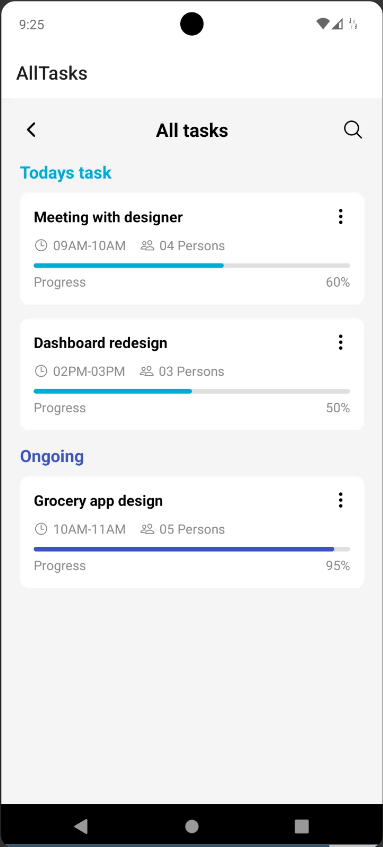 9:25
AllTasks
All tasks
Todays task
Meeting with designer
09AM-10AM 04 Persons
Progress 60%
Dashboard redesign
02PM-03PM 03 Persons
Progress 50%
Ongoing
Grocery app design
10AM-11AM 05 Persons
Progress 95%